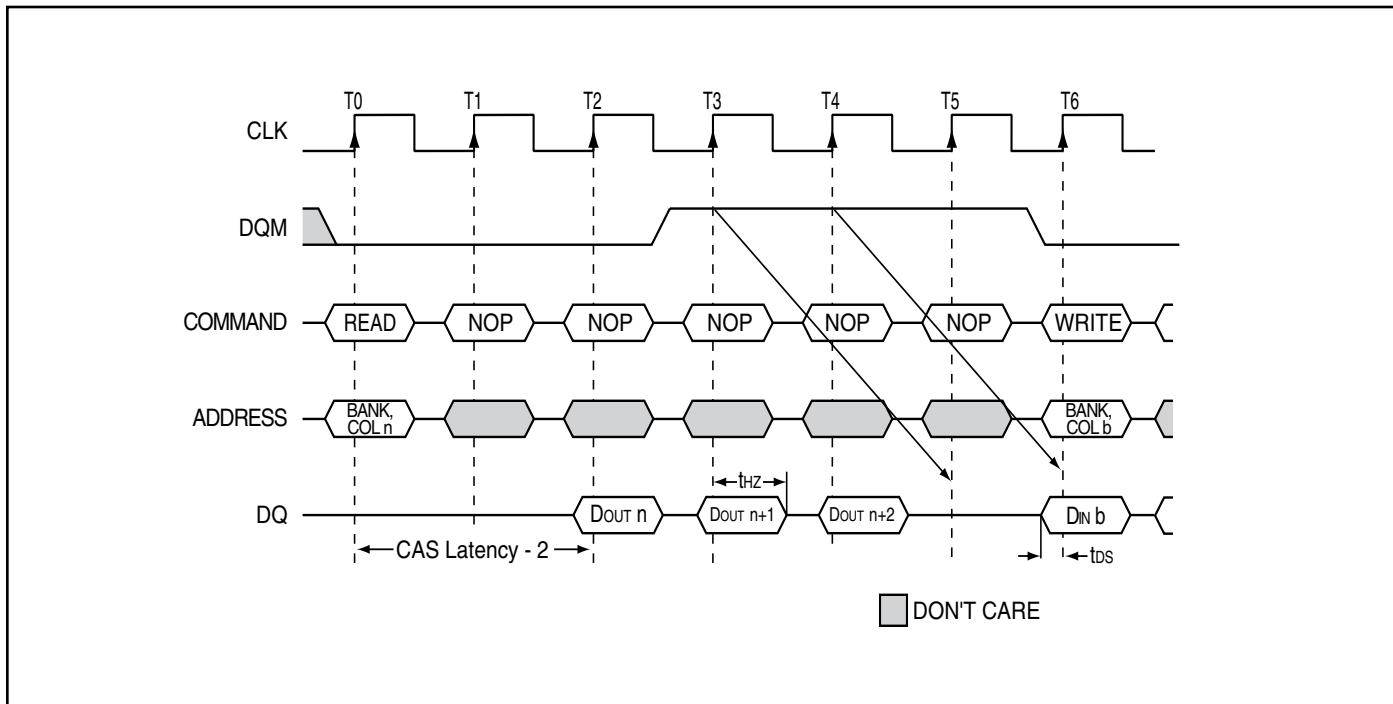 T0 T1 T2 T3 T4 T5 T6
CLK
DQM
COMMAND READ NOP NOP NOP NOP NOP WRITE
ADDRESS BANK, COL n BANK, COL b
tHZ
DQ DOUT n DOUT n+1 DOUT n+2 DIN b
CAS Latency - 2 tDS
DON'T CARE